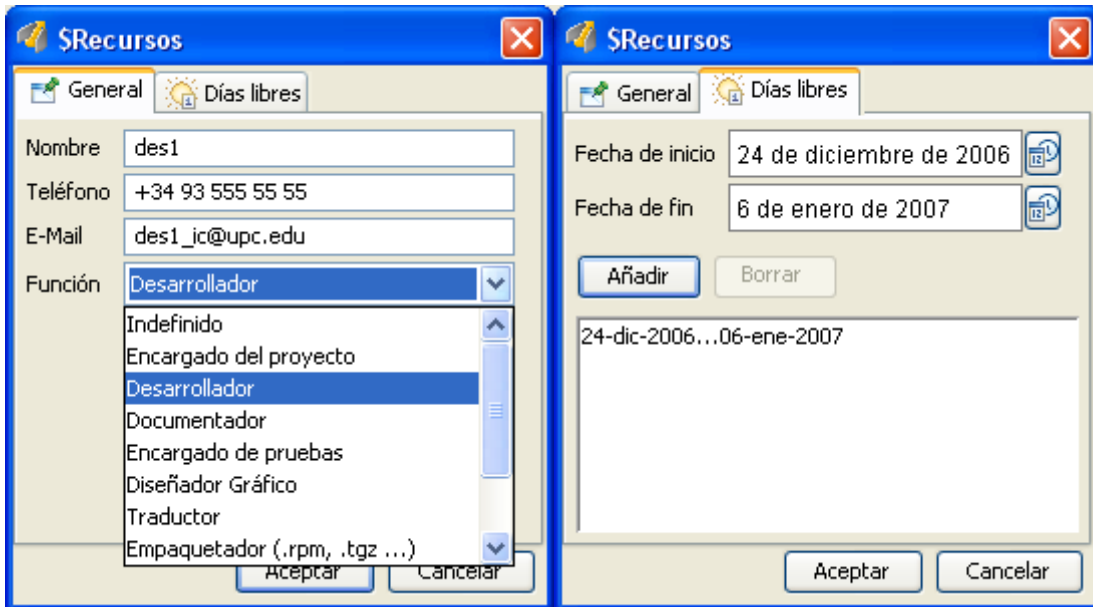 $Recursos
General Días libres
Nombre des1
Teléfono +34 93 555 55 55
E-Mail des1_ic@upc.edu
Función Desarrollador
Indefinido
Encargado del proyecto
Desarrollador
Documentador
Encargado de pruebas
Diseñador Gráfico
Traductor
Empaquetador (.rpm, .tgz ...)
Aceptar Cancelar
$Recursos
General Días libres
Fecha de inicio 24 de diciembre de 2006
Fecha de fin 6 de enero de 2007
Añadir Borrar
24-dic-2006...06-ene-2007
Aceptar Cancelar